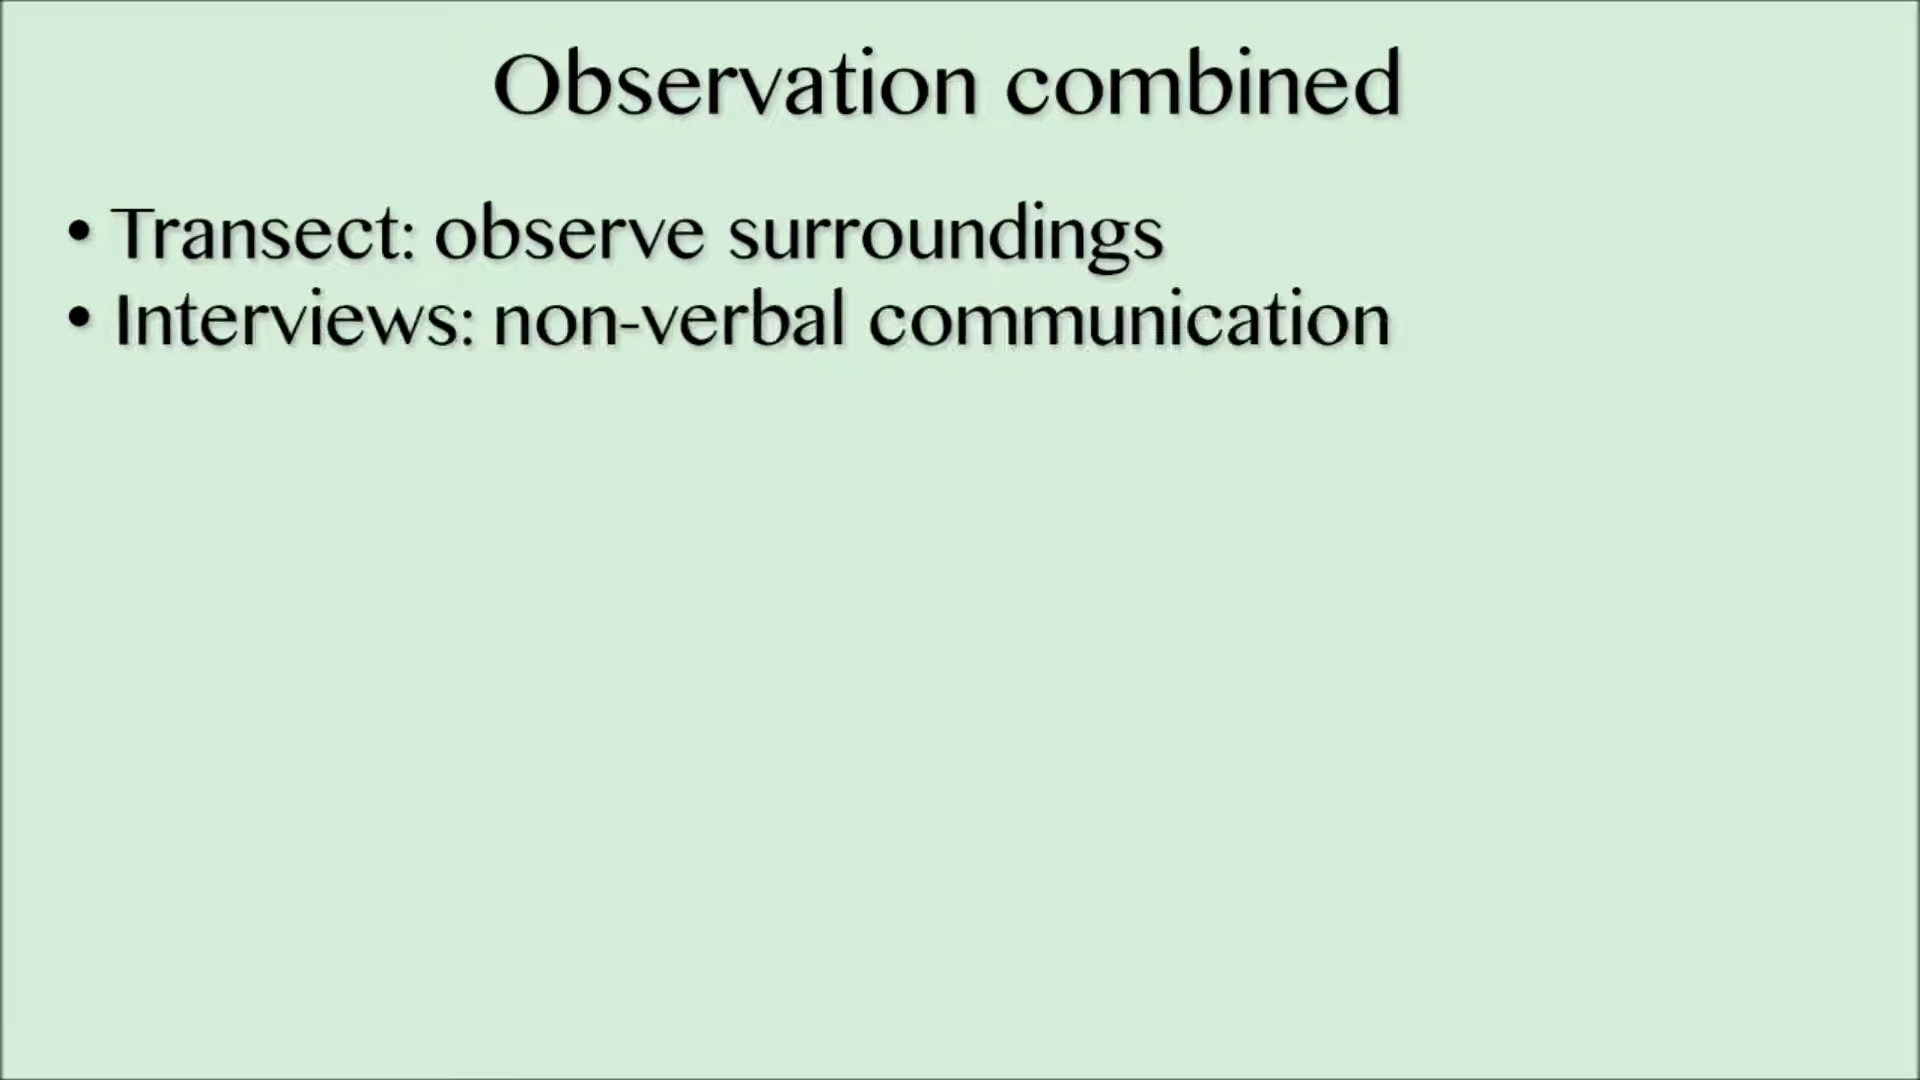 Observation combined
• Transect: observe surroundings
• Interviews: non-verbal communication